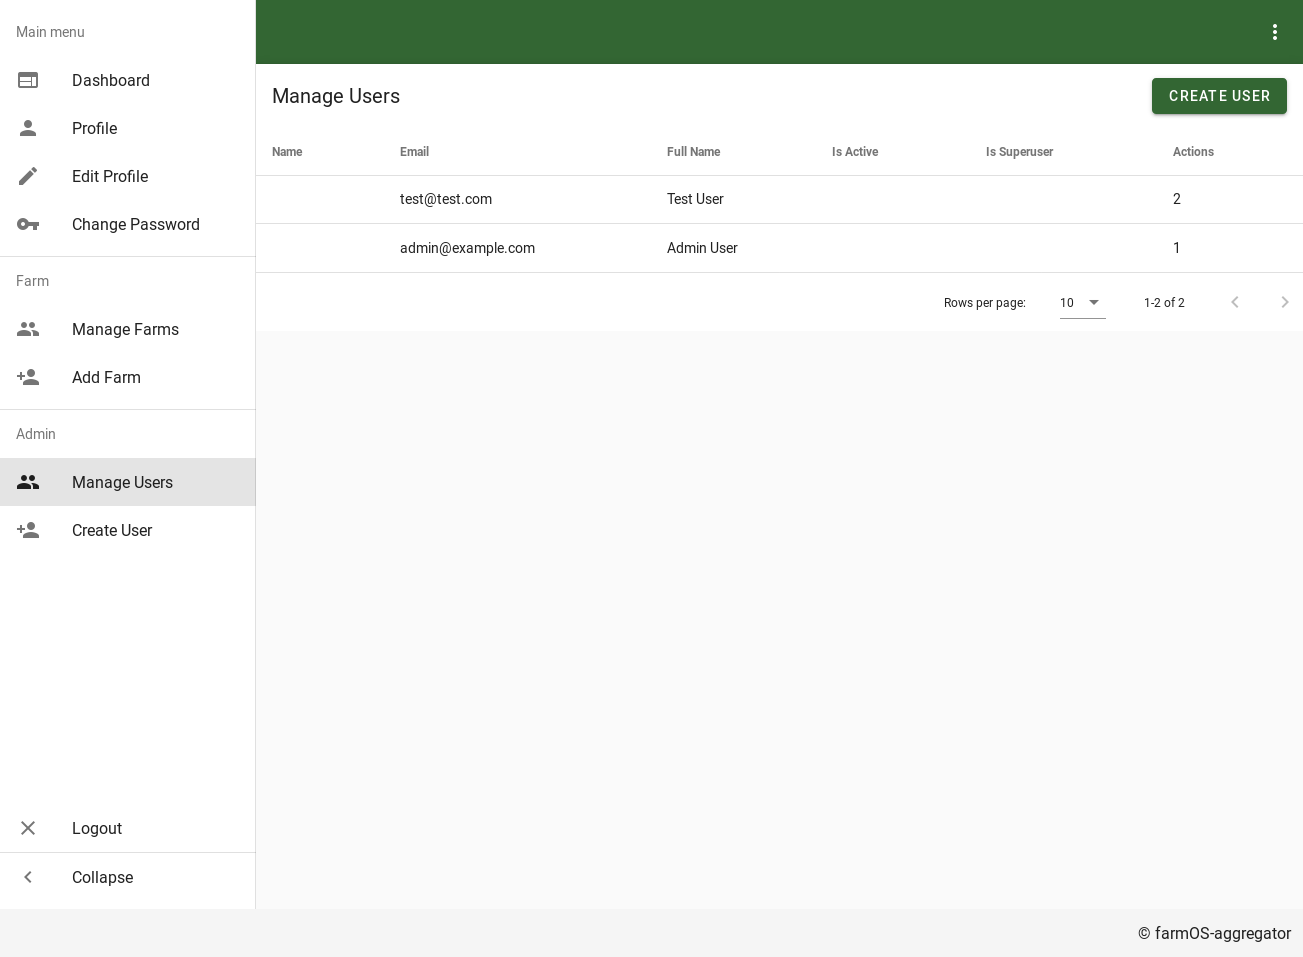 Main menu
Dashboard
Profile
Edit Profile
Change Password
Farm
Manage Farms
Add Farm
Admin
Manage Users
Create User
Logout
Collapse
Manage Users
CREATE USER
Name Email Full Name Is Active Is Superuser Actions
test@test.com Test User 2
admin@example.com Admin User 1
Rows per page: 10 1-2 of 2
© farmOS-aggregator